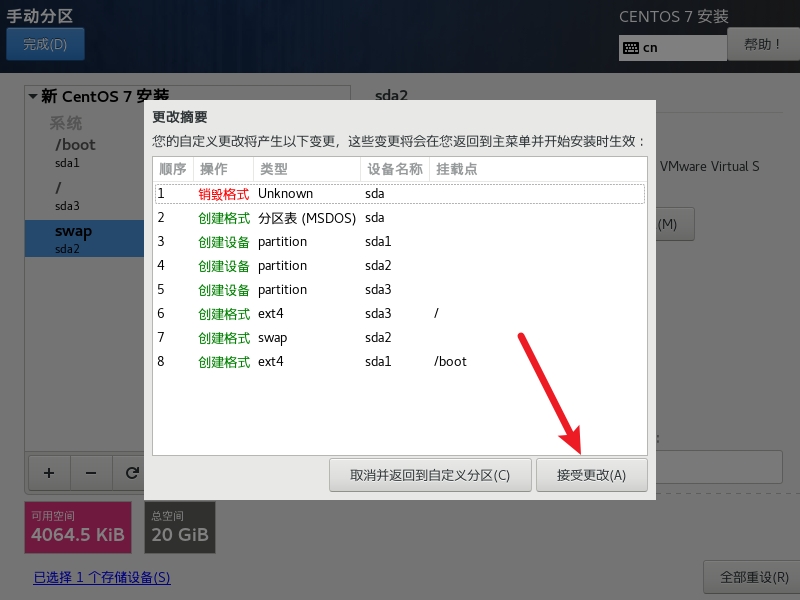 手动分区
CENTOS 7 安装
完成(D)
cn
帮助！
新 CentOS 7 安装
sda2
系统
/boot
sda1
/
sda3
swap
sda2
VMware Virtual S
(M)
更改摘要
您的自定义更改将产生以下变更，这些变更将会在您返回到主菜单并开始安装时生效：
顺序 操作 类型 设备名称 挂载点
1 销毁格式 Unknown sda
2 创建格式 分区表 (MSDOS) sda
3 创建设备 partition sda1
4 创建设备 partition sda2
5 创建设备 partition sda3
6 创建格式 ext4 sda3 /
7 创建格式 swap sda2
8 创建格式 ext4 sda1 /boot
取消并返回到自定义分区(C)
接受更改(A)
可用空间
4064.5 KiB
总空间
20 GiB
已选择 1 个存储设备(S)
全部重设(R)